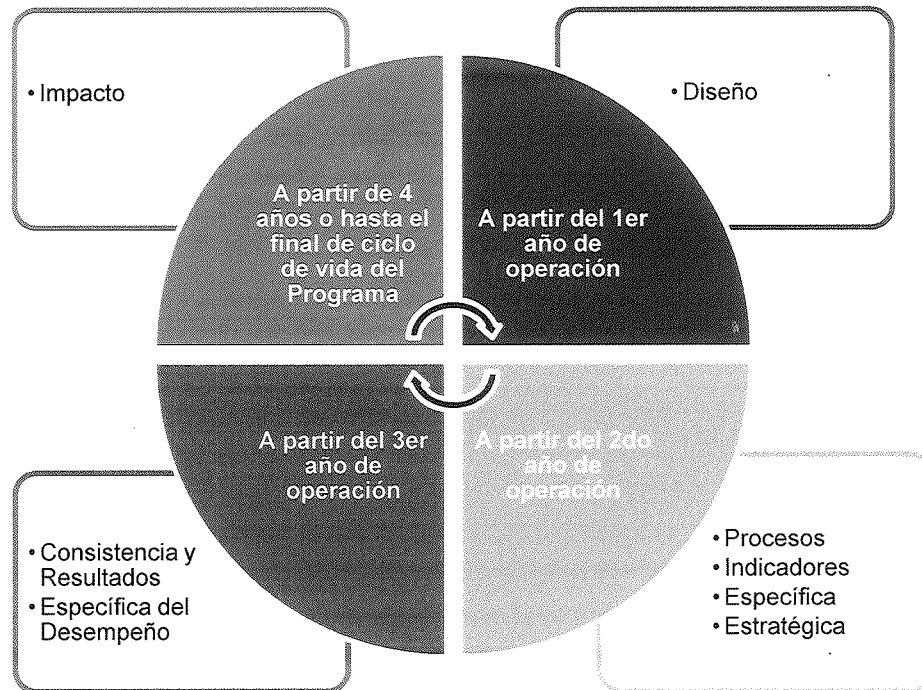 • Impacto
• Diseño
A partir de 4
años o hasta el
final de ciclo
de vida del
Programa
A partir del 1er
año de
operación
A partir del 3er
año de
operación
A partir del 2do
año de
operación
• Consistencia y
Resultados
• Específica del
Desempeño
• Procesos
• Indicadores
• Específica
• Estratégica